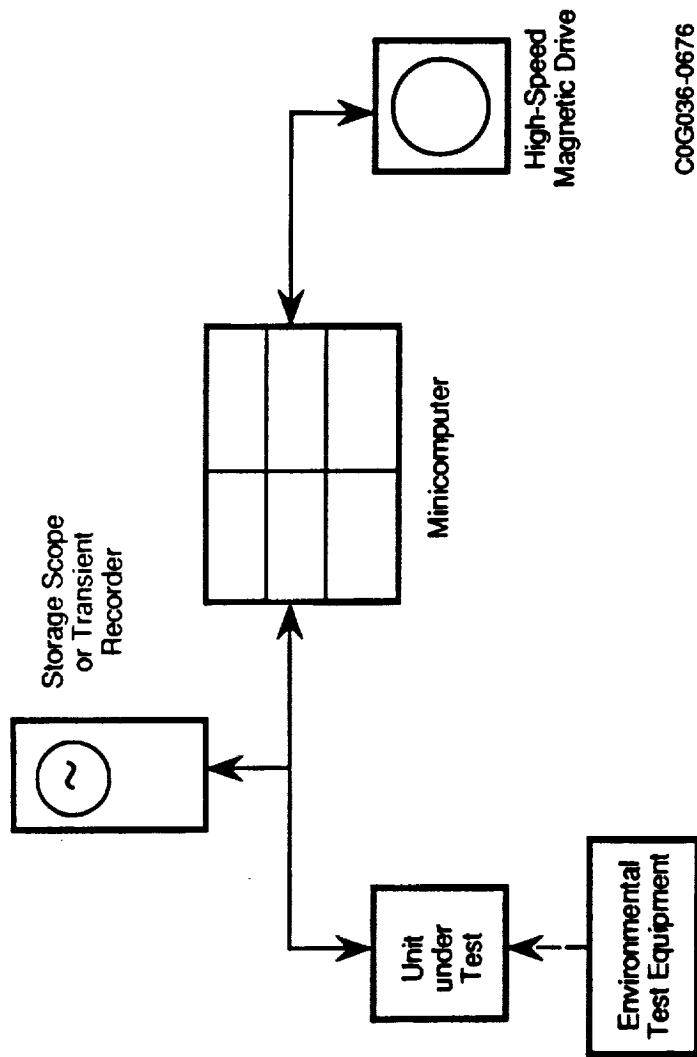 Storage Scope
or Transient
Recorder
~
Unit
under
Test
Environmental
Test Equipment
Minicomputer
High-Speed
Magnetic Drive
C0G036-0676